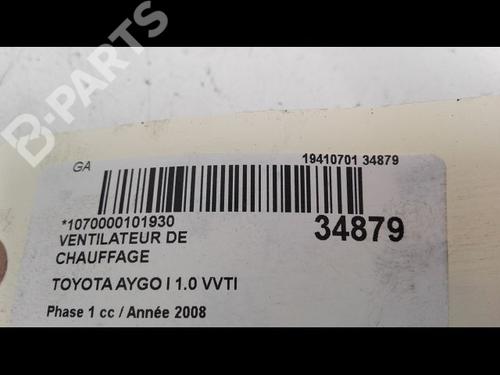 B-PARTS
GA
19410701 34879
*1070000101930
34879
VENTILATEUR DE
CHAUFFAGE
TOYOTA AYGO I 1.0 VVTI
Phase 1 cc / Année 2008